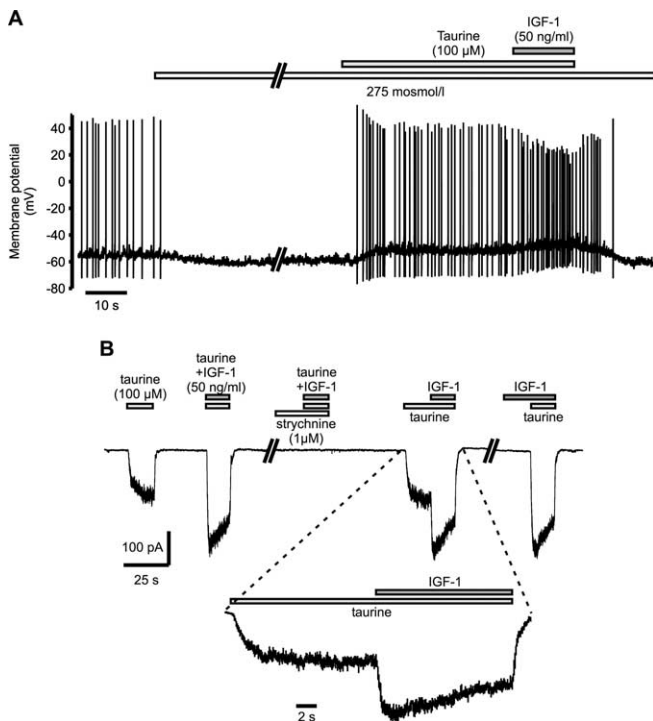 A
IGF-1
(50 ng/ml)
Taurine
(100 µM)
275 mosmol/l
Membrane potential
(mV)
40
20
0
-20
-40
-60
-80
10 s
B
taurine
(100 µM)
taurine
+IGF-1
(50 ng/ml)
taurine
+IGF-1
strychnine
(1µM)
IGF-1
taurine
IGF-1
taurine
100 pA
25 s
IGF-1
taurine
2 s